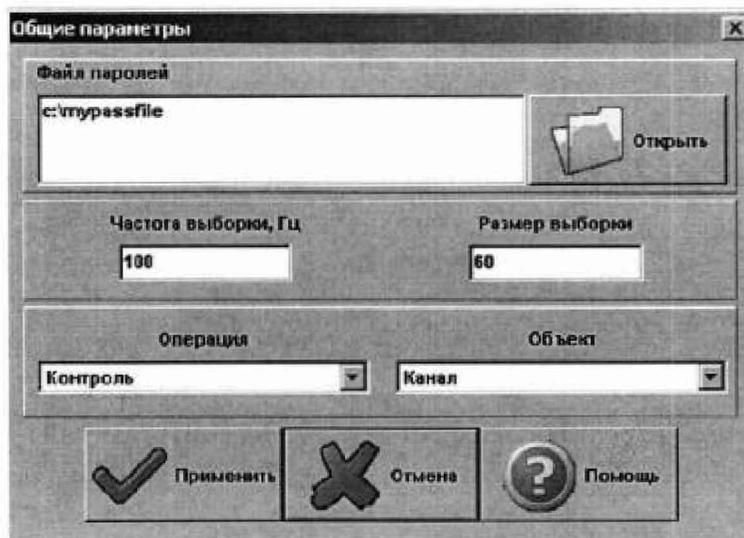 Общие параметры
Файл паролей
c:\mypassfile
Открыть
Частота выборки, Гц
Размер выборки
100
60
Операция
Объект
Контроль
Канал
Применить
Отмена
Помощь